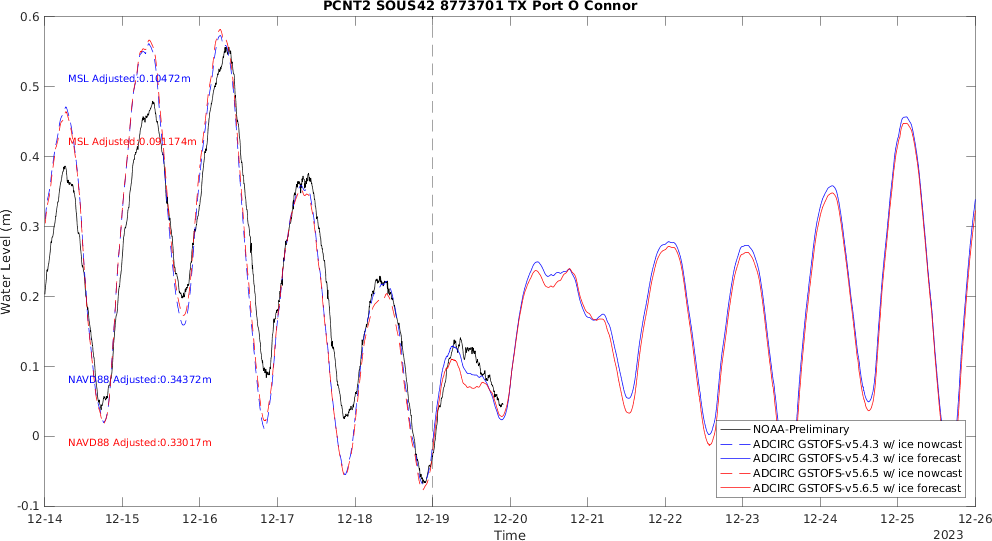 PCNT2 SOUS42 8773701 TX Port O Connor
0.6
0.5
0.4
0.3
0.2
0.1
0
-0.1
Water Level (m)
MSL Adjusted:0.10472m
MSL Adjusted:0.091174m
NAVD88 Adjusted:0.34372m
NAVD88 Adjusted:0.33017m
NOAA-Preliminary
ADCIRC GSTOFS-v5.4.3 w/ ice nowcast
ADCIRC GSTOFS-v5.4.3 w/ ice forecast
ADCIRC GSTOFS-v5.6.5 w/ ice nowcast
ADCIRC GSTOFS-v5.6.5 w/ ice forecast
12-14 12-15 12-16 12-17 12-18 12-19 12-20 12-21 12-22 12-23 12-24 12-25 12-26
Time
2023